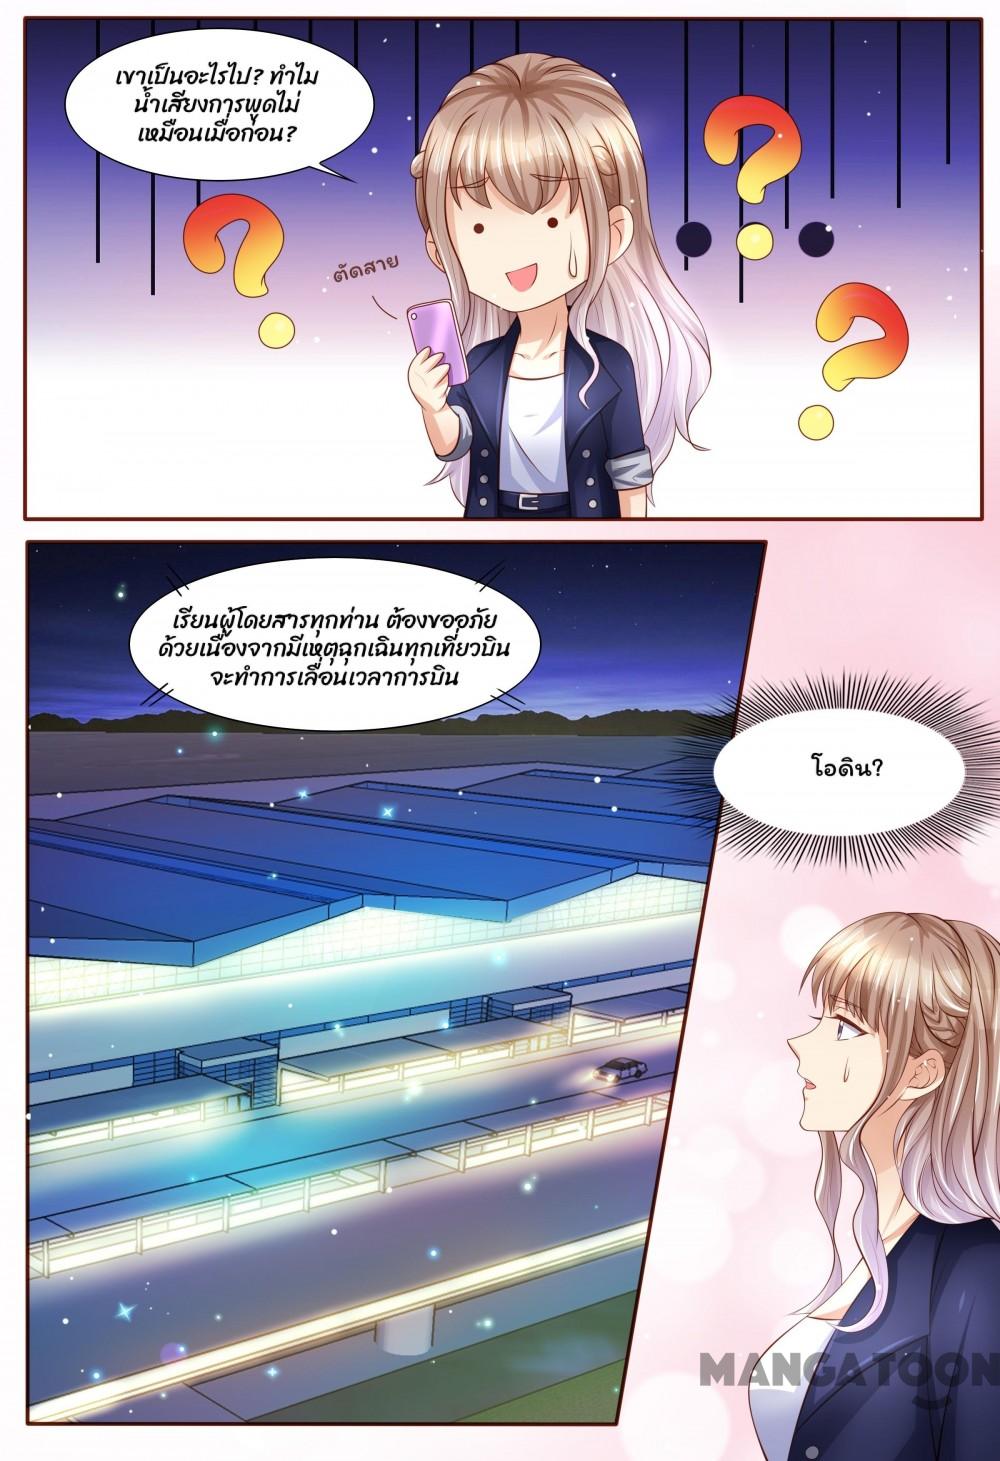 เขาเป็นอะไรไป? ทำไม
น้ำเสียงการพูดไม่
เหมือนเมื่อก่อน?
ตัดสาย
เรียนผู้โดยสารทุกท่าน ต้องขออภัย
ด้วยเนื่องจากมีเหตุฉุกเฉินทุกเที่ยวบิน
จะทำการเลื่อนเวลาการบิน
โอดิน?
MANGATOON